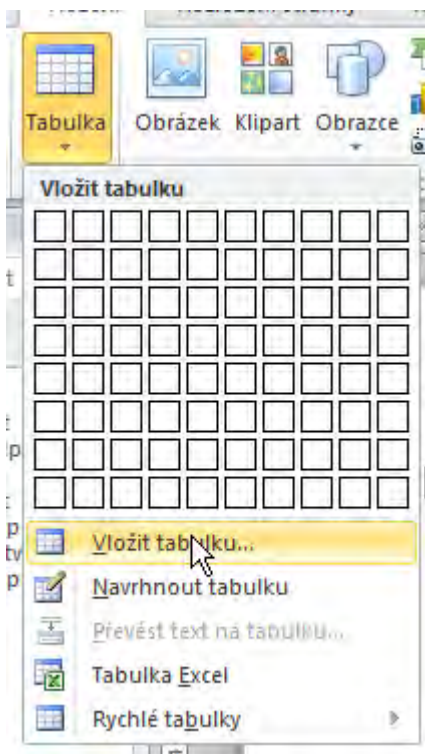 Tabulka
Obrázek
Klipart
Obrazce
Vložit tabulku
Vložit tabulku...
Navrhnout tabulku
Převést text na tabulku...
Tabulka Excel
Rychlé tabulky